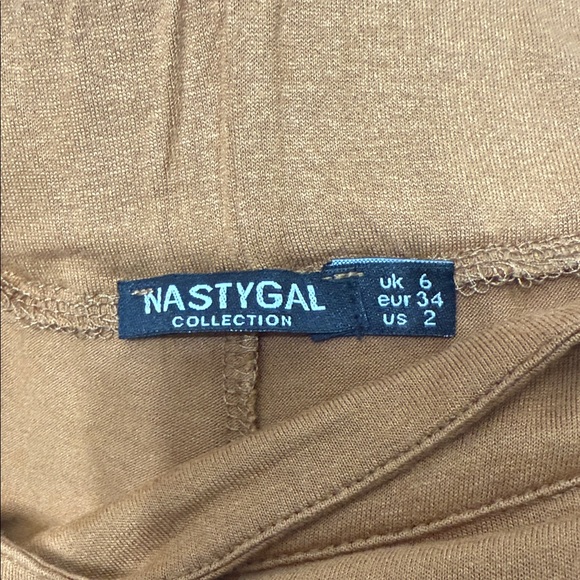 NASTYGAL
COLLECTION
uk 6
eur 34
us 2